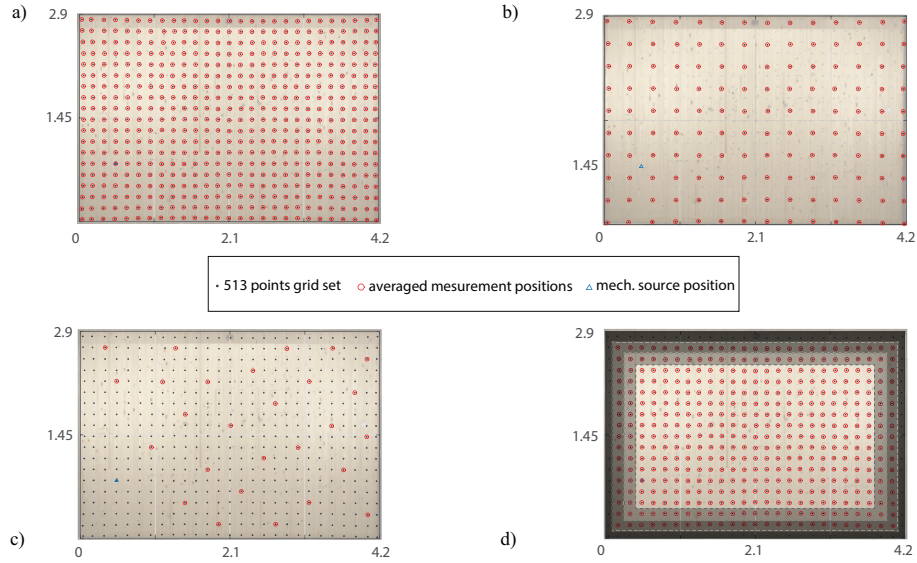 a)
2.9
1.45
0
2.1
4.2
b)
2.9
1.45
0
2.1
4.2
513 points grid set
averaged mesurement positions
mech. source position
c)
2.9
1.45
0
2.1
4.2
d)
2.9
1.45
0
2.1
4.2